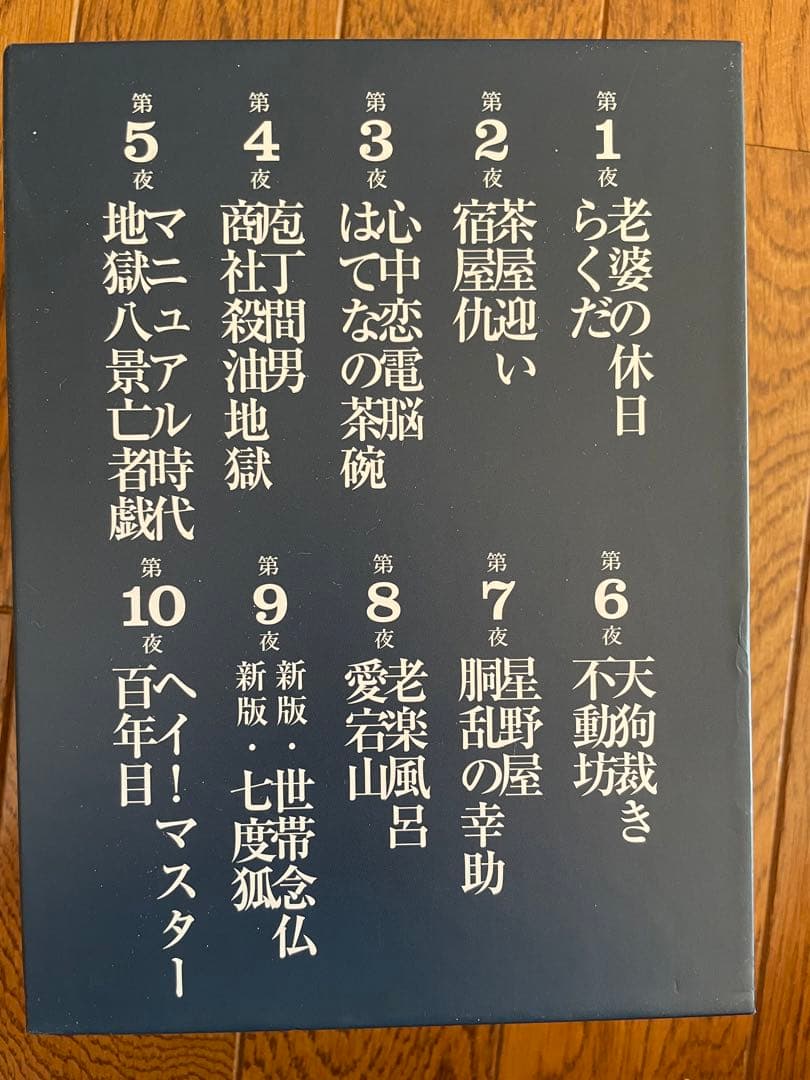 第1夜
老婆の休日
らくだ
第2夜
茶屋迎い
宿屋仇
第3夜
心中恋電脳
はてなの茶碗
第4夜
庖丁間男
商社殺油地獄
第5夜
マニュアル時代
地獄八景亡者戯
第6夜
天狗裁き
不動坊
第7夜
星野屋
胴乱の幸助
第8夜
老楽風呂
愛宕山
第9夜
新版・世帯念仏
新版・七度狐
第10夜
ヘイ!マスター
百年目